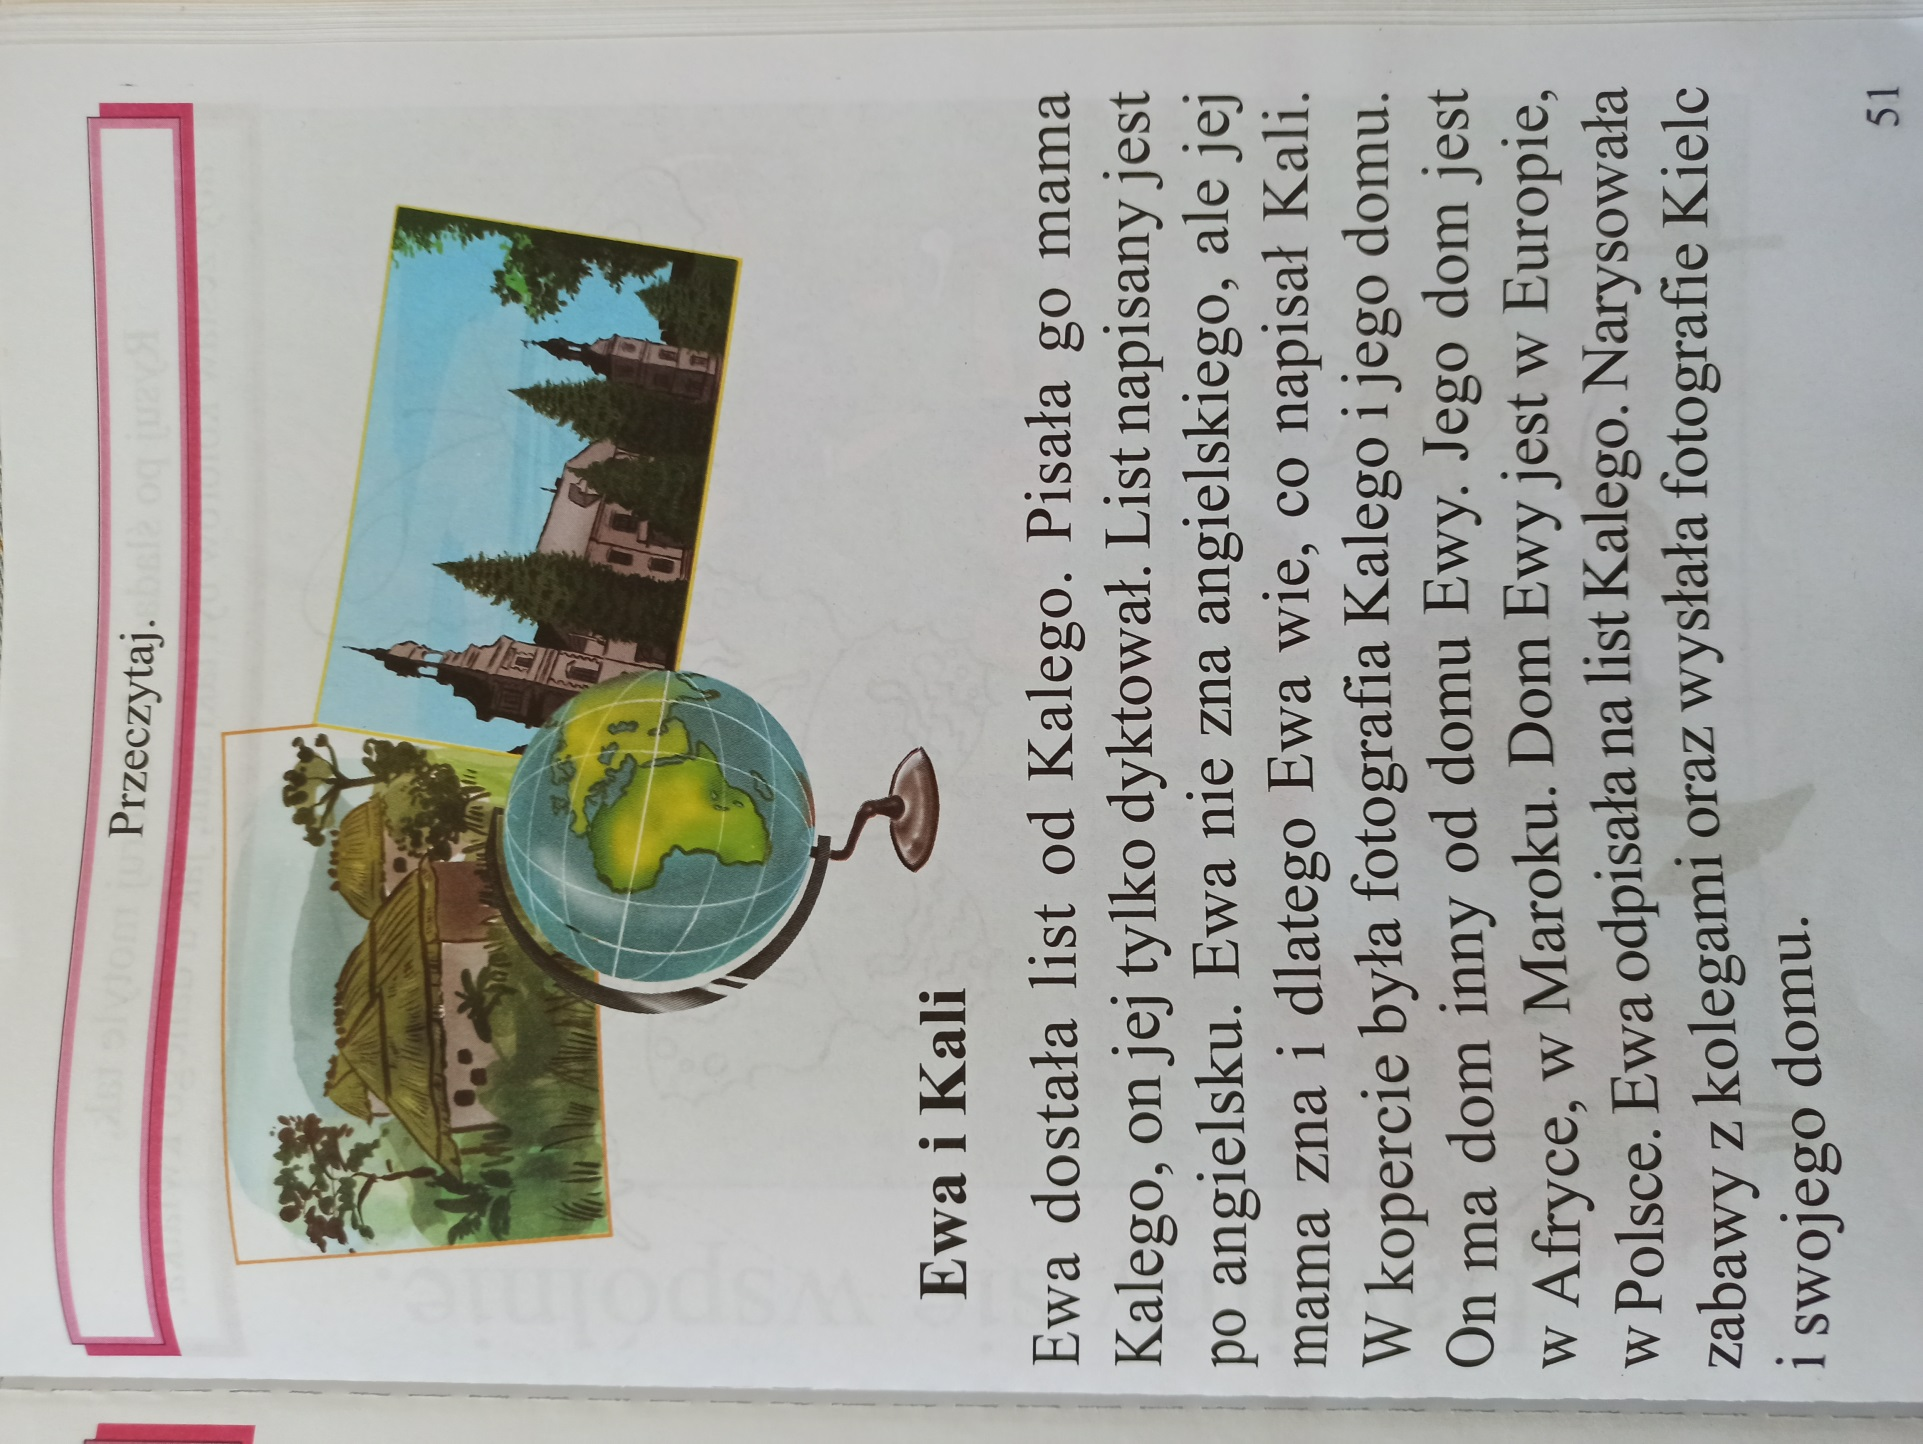 Przeczytaj.
Ewa i Kali
Ewa dostała list od Kalego. Pisała go mama
Kalego, on jej tylko dyktował. List napisany jest
po angielsku. Ewa nie zna angielskiego, ale jej
mama zna i dlatego Ewa wie, co napisał Kali.
W kopercie była fotografia Kalego i jego domu.
On ma dom inny od domu Ewy. Jego dom jest
w Afryce, w Maroku. Dom Ewy jest w Europie,
w Polsce. Ewa odpisała na list Kalego. Narysowała
zabawy z kolegami oraz wysłała fotografie Kielc
i swojego domu.
51